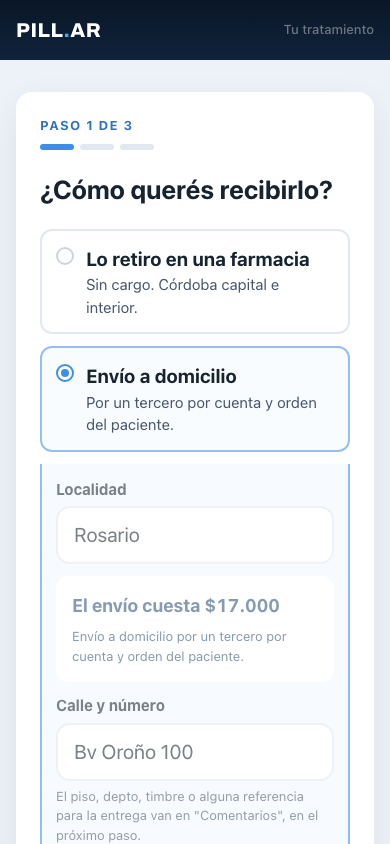 PILL.AR
Tu tratamiento
PASO 1 DE 3
¿Cómo querés recibirlo?
Lo retiro en una farmacia
Sin cargo. Córdoba capital e
interior.
Envío a domicilio
Por un tercero por cuenta y orden
del paciente.
Localidad
Rosario
El envío cuesta $17.000
Envío a domicilio por un tercero por
cuenta y orden del paciente.
Calle y número
Bv Oroño 100
El piso, depto, timbre o alguna referencia
para la entrega van en "Comentarios", en el
próximo paso.